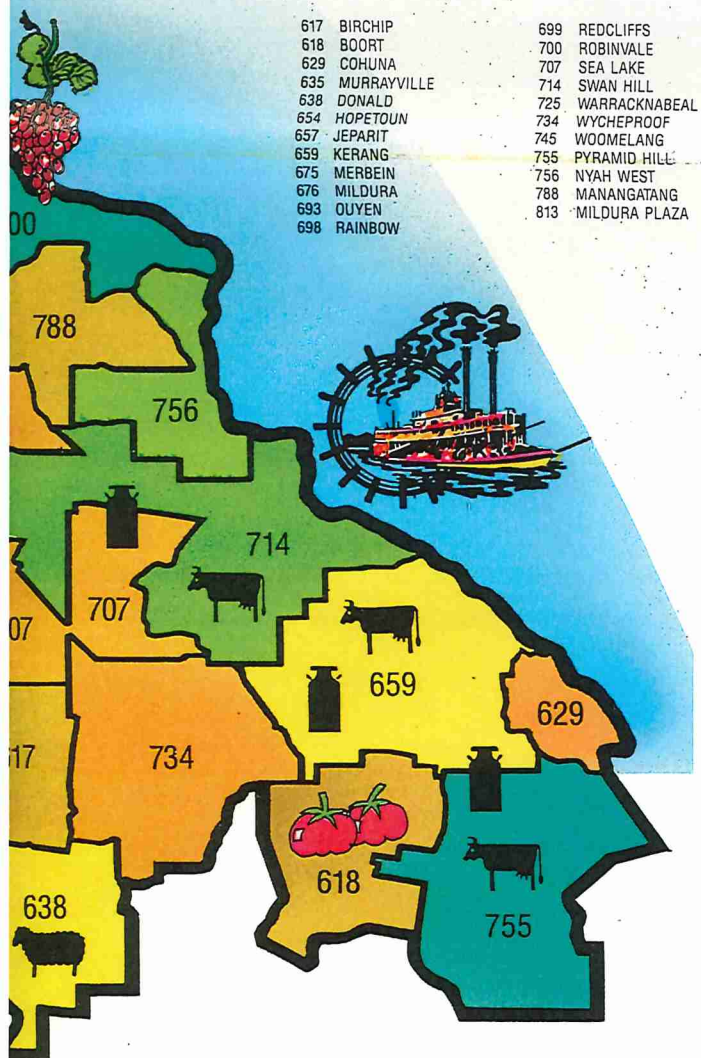 617 BIRCHIP
618 BOORT
629 COHUNA
635 MURRAYVILLE
638 DONALD
654 HOPETOUN
657 JEPARIT
659 KERANG
675 MERBEIN
676 MILDURA
693 OUYEN
698 RAINBOW
699 REDCLIFFS
700 ROBINVALE
707 SEA LAKE
714 SWAN HILL
725 WARRACKNABEAL
734 WYCHEPROOF
745 WOOMELANG
755 PYRAMID HILL
756 NYAH WEST
788 MANANGATANG
813 MILDURA PLAZA
00
788
756
714
707
07
659
629
17
734
618
638
755